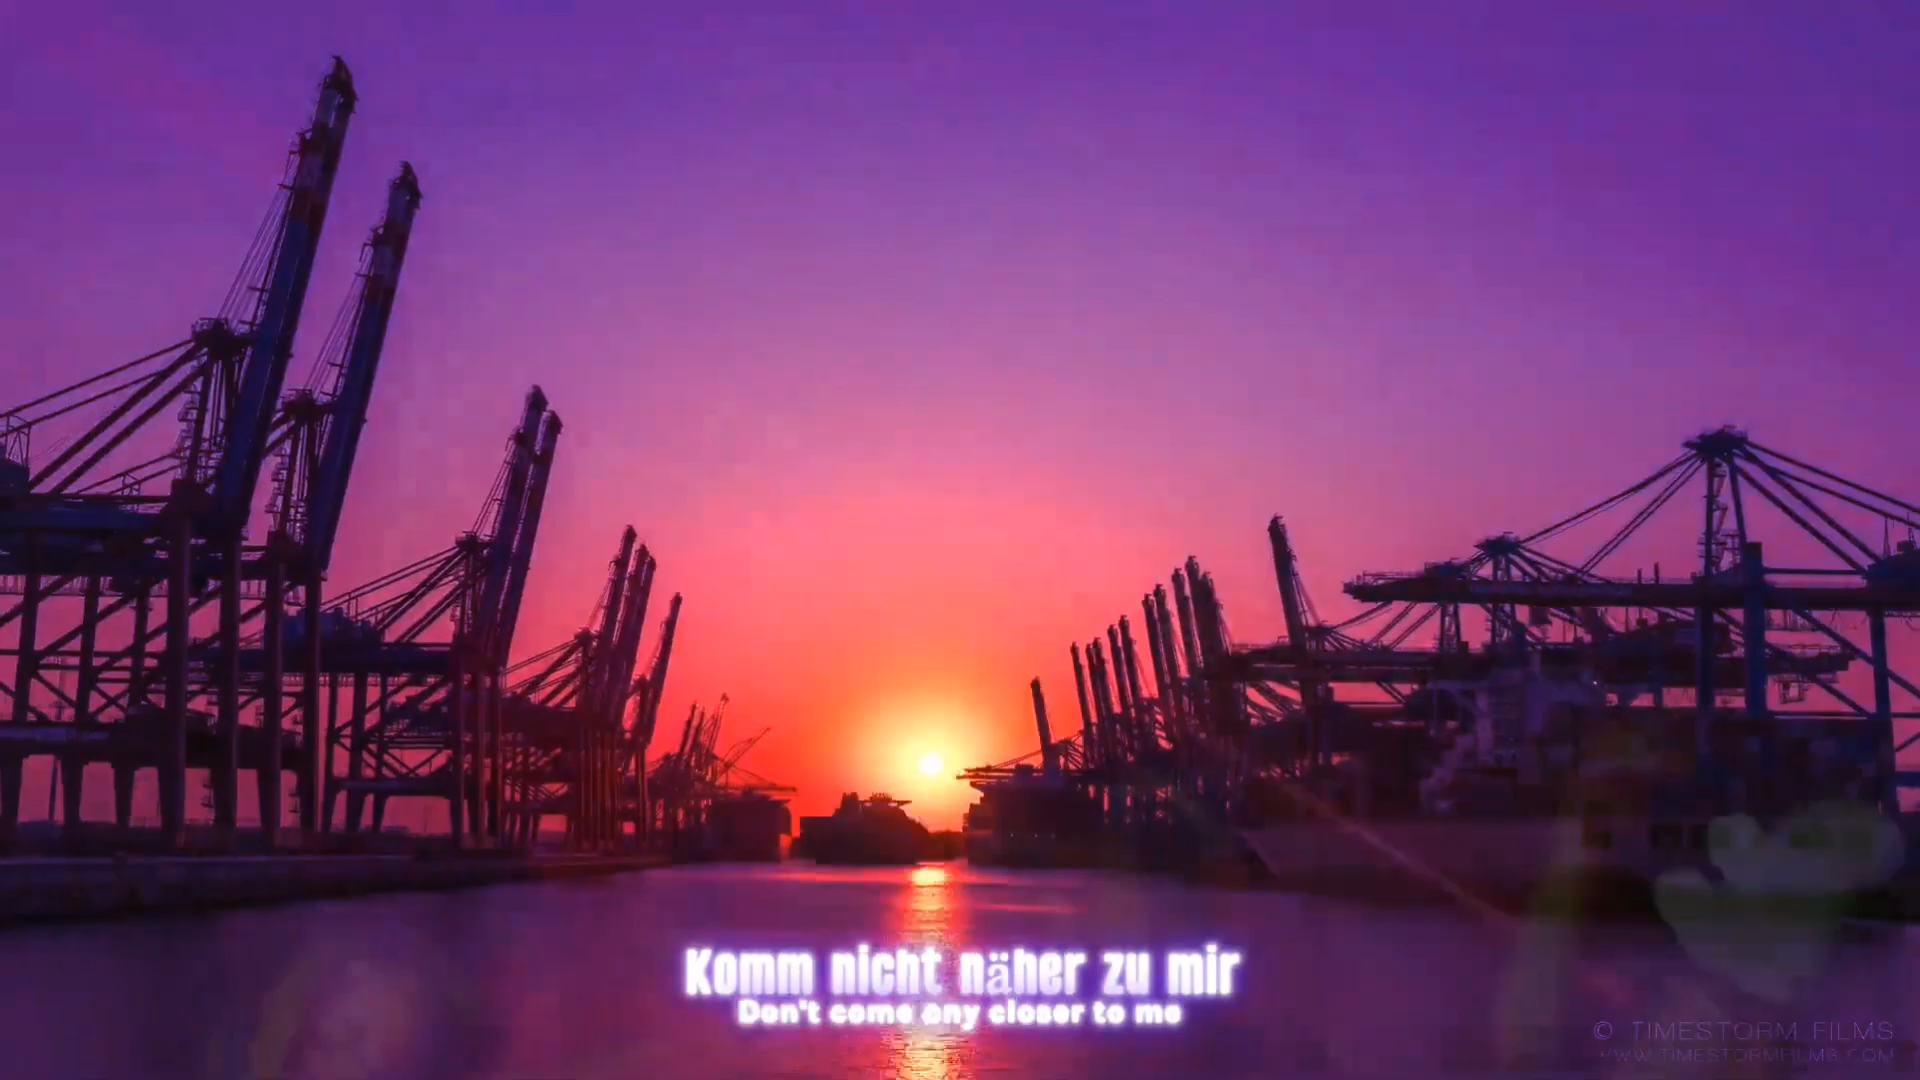 Komm nicht näher zu mir
Don't come any closer to me
© TIMESTORM FILMS
WWW.TIMESTORMFILMS.COM